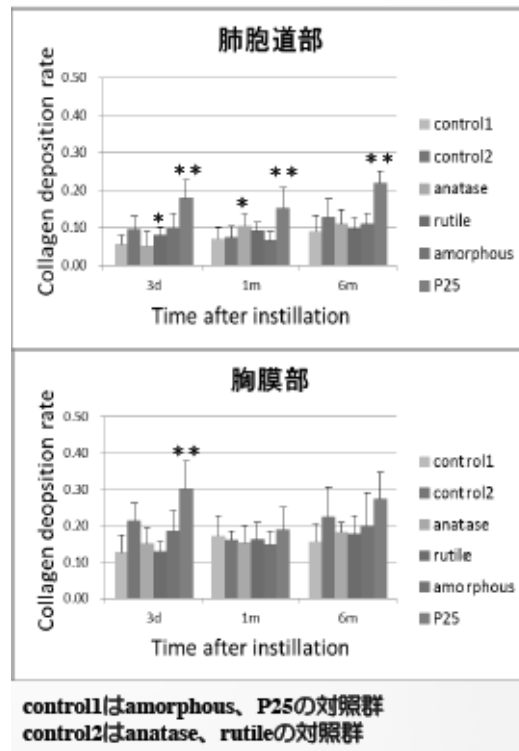 肺胞道部
Collagen deposition rate
0.50
0.40
0.30
0.20
0.10
0.00
* ** * ** **
3d 1m 6m
Time after instillation
control1
control2
anatase
rutile
amorphous
P25
胸膜部
Collagen deopsition rate
0.50
0.40
0.30
0.20
0.10
0.00
**
3d 1m 6m
Time after instillation
control1
control2
anatase
rutile
amorphous
P25
control1はamorphous、P25の対照群
control2はanatase、rutileの対照群